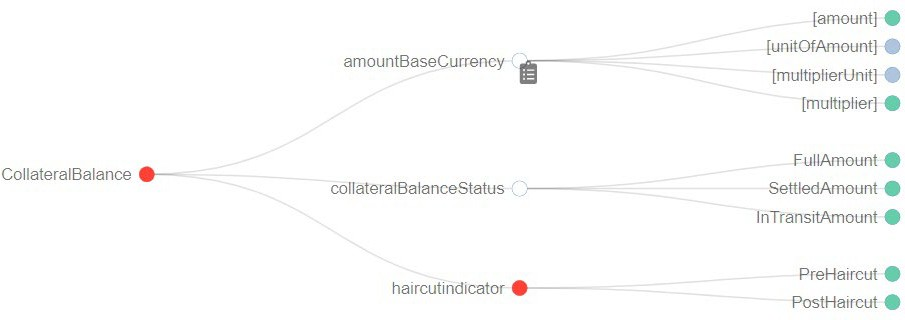 [amount]
[unitOfAmount]
amountBaseCurrency
[multiplierUnit]
[multiplier]
FullAmount
CollateralBalance
collateralBalanceStatus
SettledAmount
InTransitAmount
PreHaircut
haircutindicator
PostHaircut